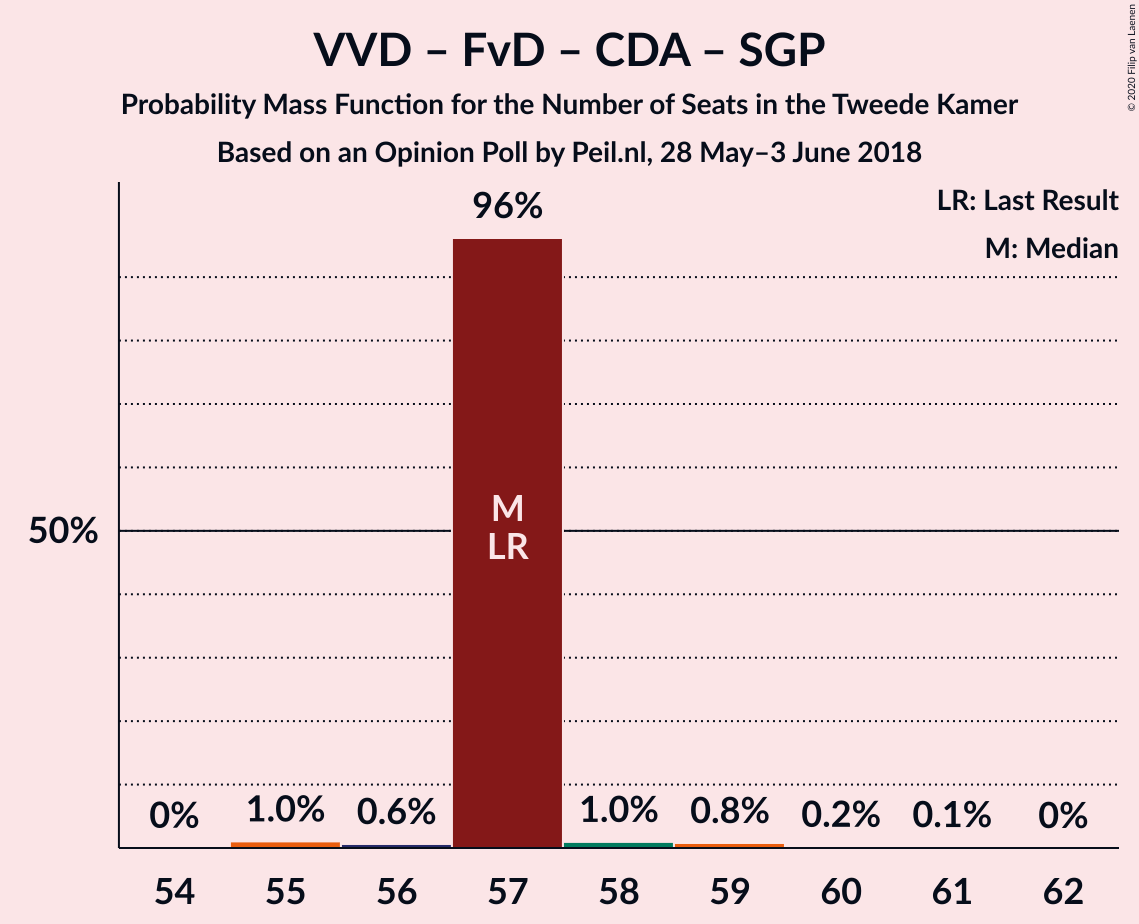 VVD – FvD – CDA – SGP
Probability Mass Function for the Number of Seats in the Tweede Kamer
Based on an Opinion Poll by Peil.nl, 28 May–3 June 2018
© 2020 Filip van Laenen
LR: Last Result
M: Median
96%
50%
M
LR
0% 1.0% 0.6% 1.0% 0.8% 0.2% 0.1% 0%
54 55 56 57 58 59 60 61 62